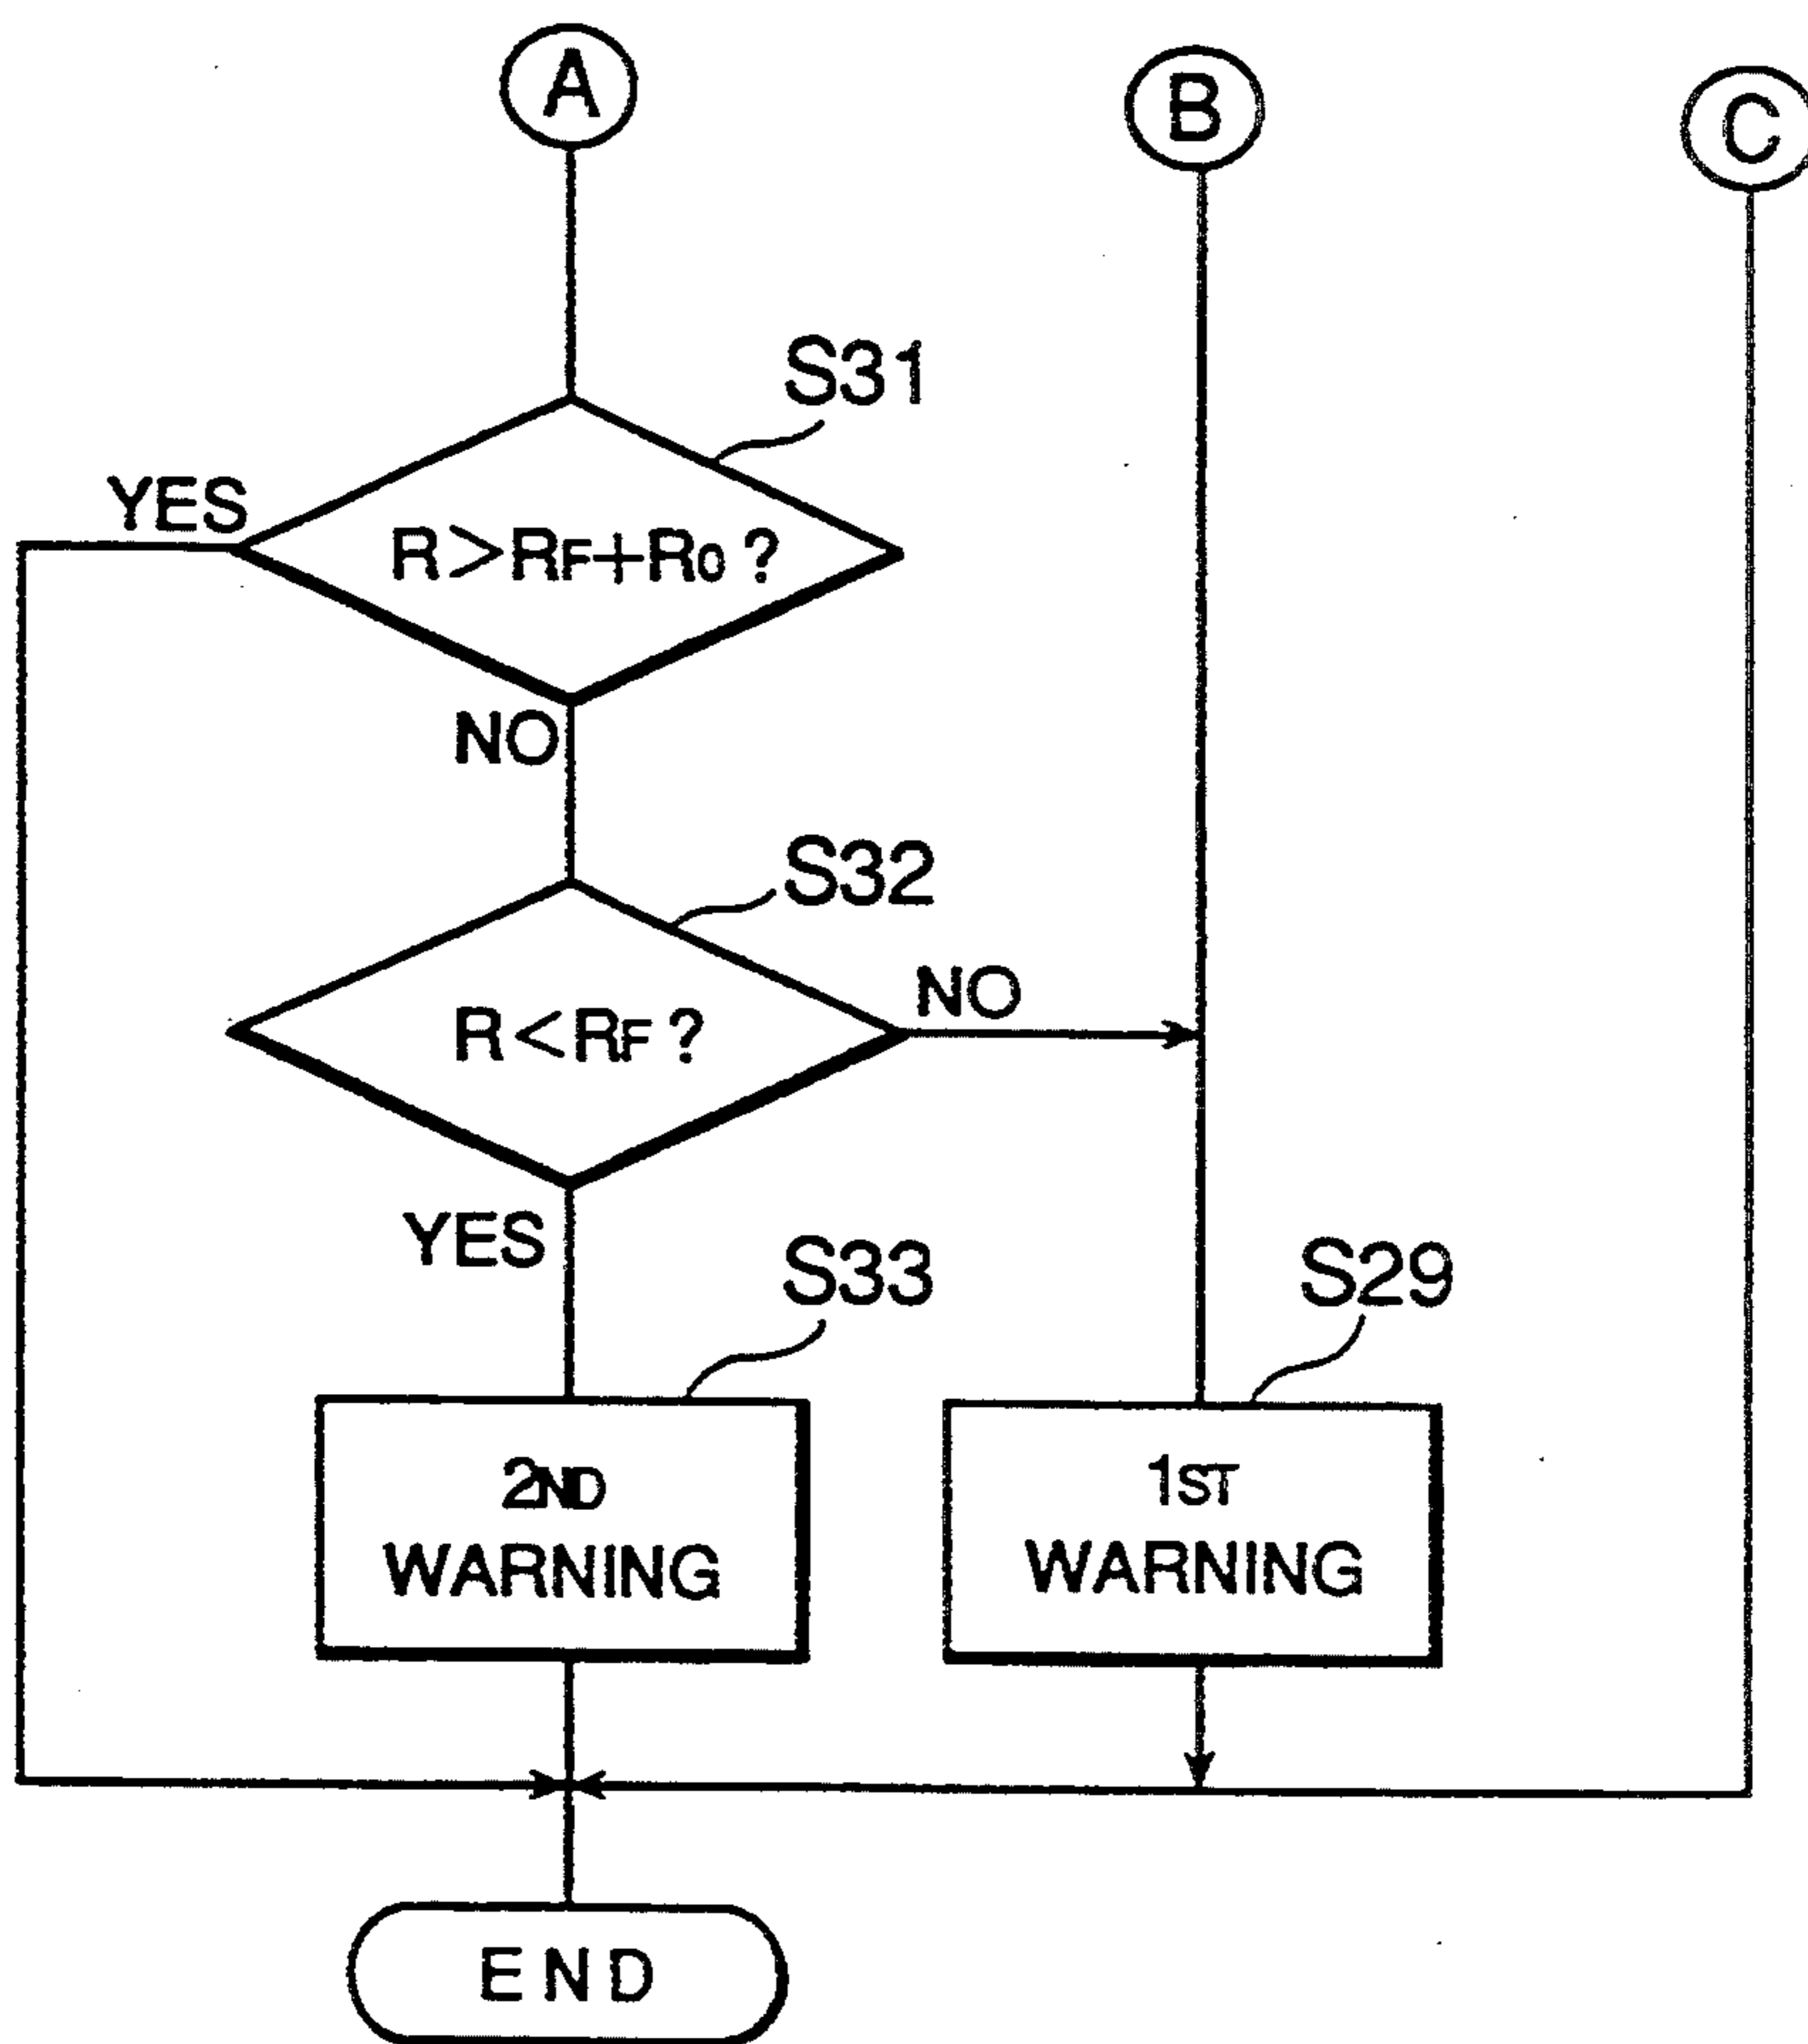 A
B
C
S31
YES
R>RF+R0?
NO
S32
NO
R<RF?
YES
S33
S29
2ND
WARNING
1ST
WARNING
END